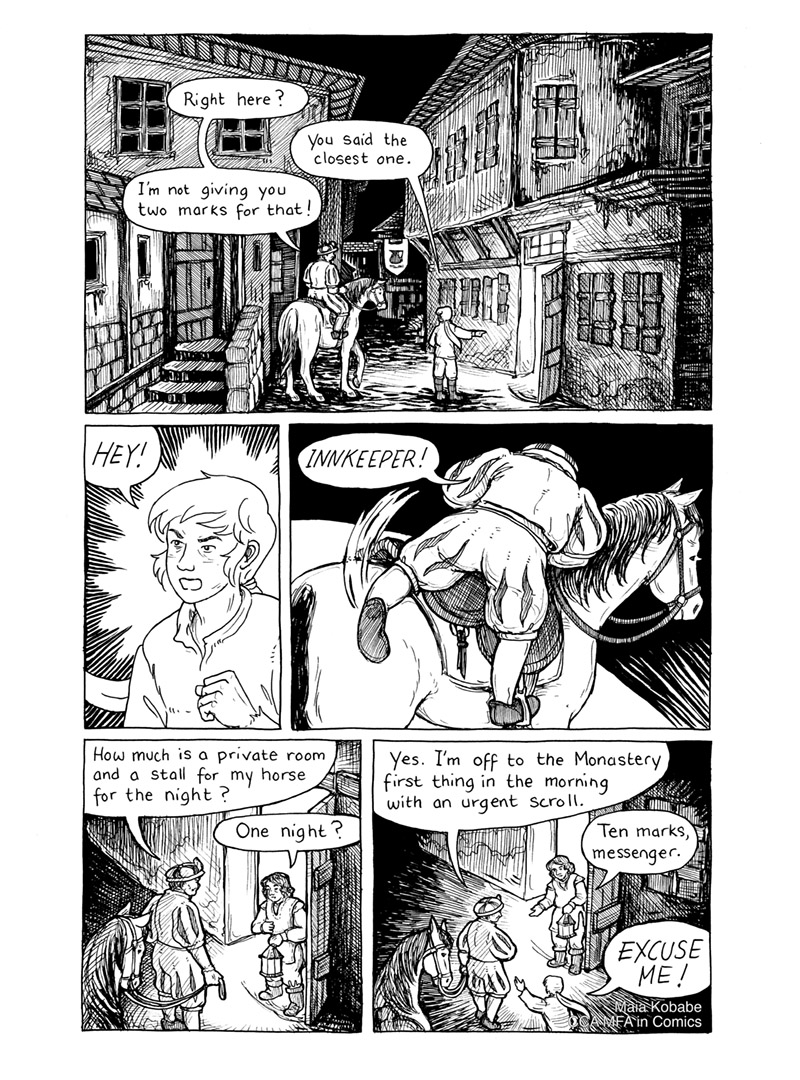 Right here?
I'm not giving you
two marks for that!
You said the
closest one.
HEY!
INNKEEPER!
How much is a private room
and a stall for my horse
for the night?
One night?
Yes. I'm off to the Monastery
first thing in the morning
with an urgent scroll.
Ten marks,
messenger.
EXCUSE
ME!
Maia Kobabe
CCA MFA in Comics